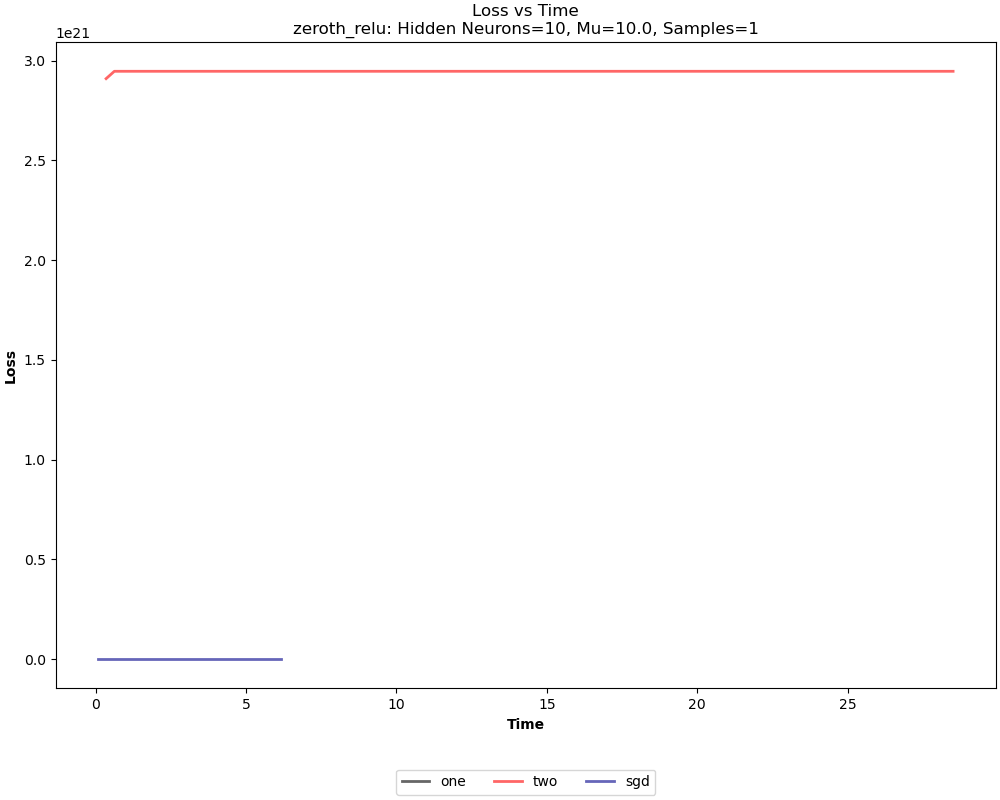 Loss vs Time
zeroth_relu: Hidden Neurons=10, Mu=10.0, Samples=1
1e21
3.0
2.5
2.0
1.5
1.0
0.5
0.0
Loss
0 5 10 15 20 25
Time
one two sgd